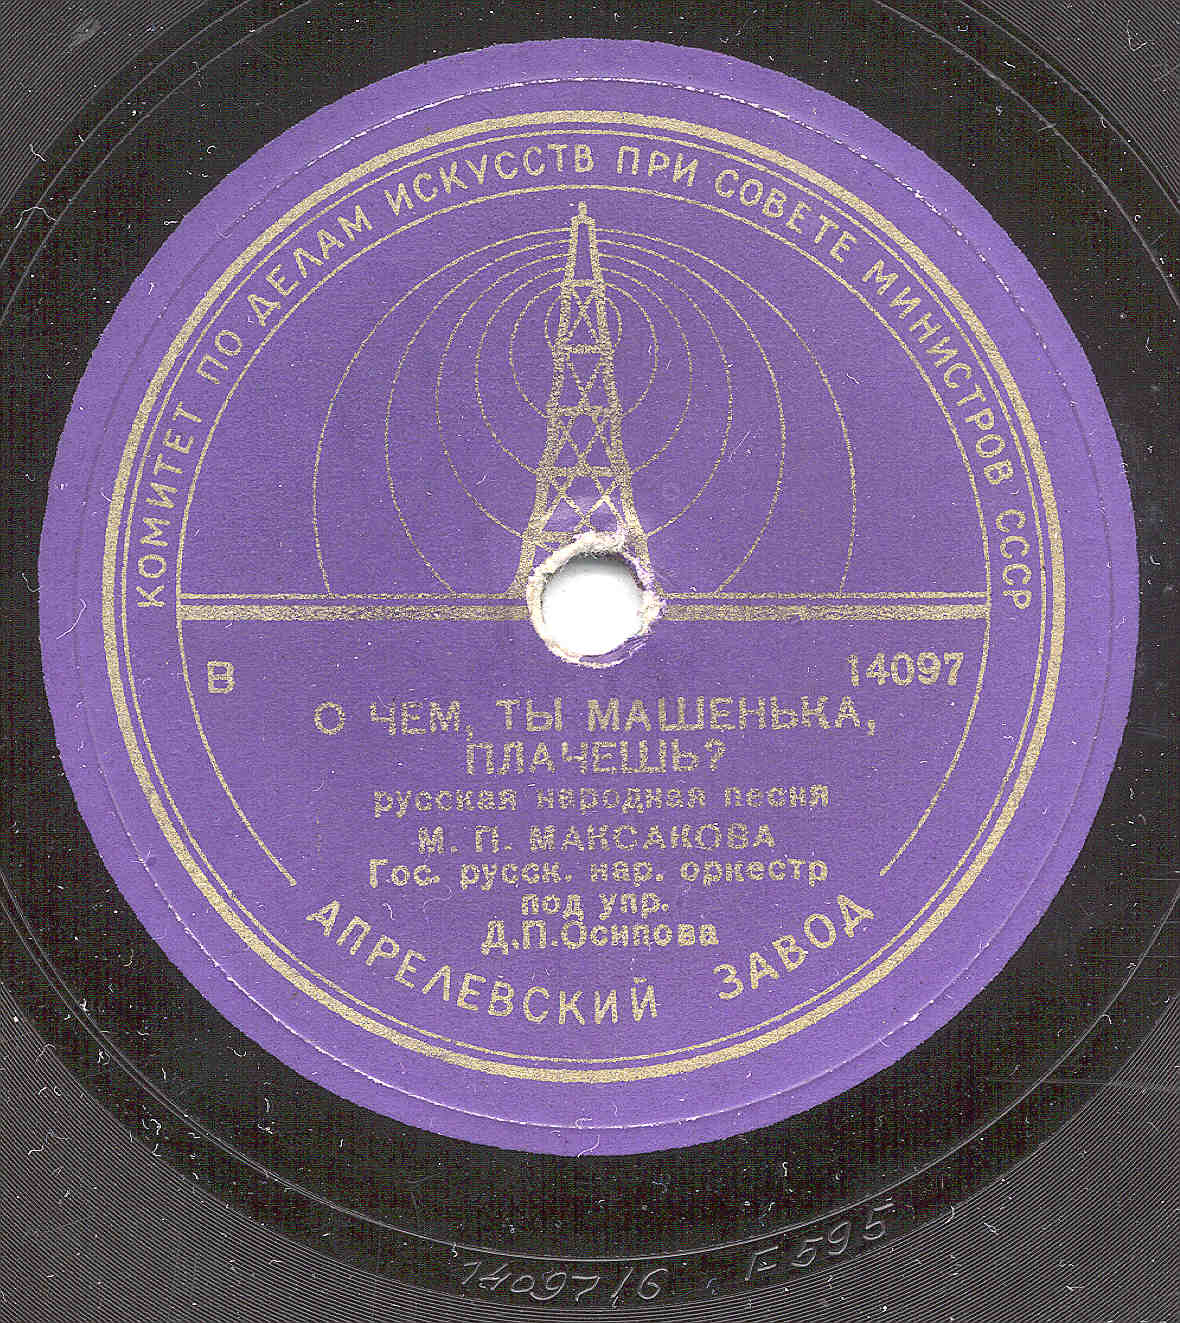 КОМИТЕТ ПО ДЕЛАМ ИСКУССТВ ПРИ СОВЕТЕ МИНИСТРОВ СССР
В 14097
О ЧЕМ, ТЫ МАШЕНЬКА,
ПЛАЧЕШЬ?
русская народная песня
М. П. МАКСАКОВА
Гос. русск. нар. оркестр
под упр.
Д.П.Осипова
АПРЕЛЕВСКИЙ ЗАВОД
14097/6 F595